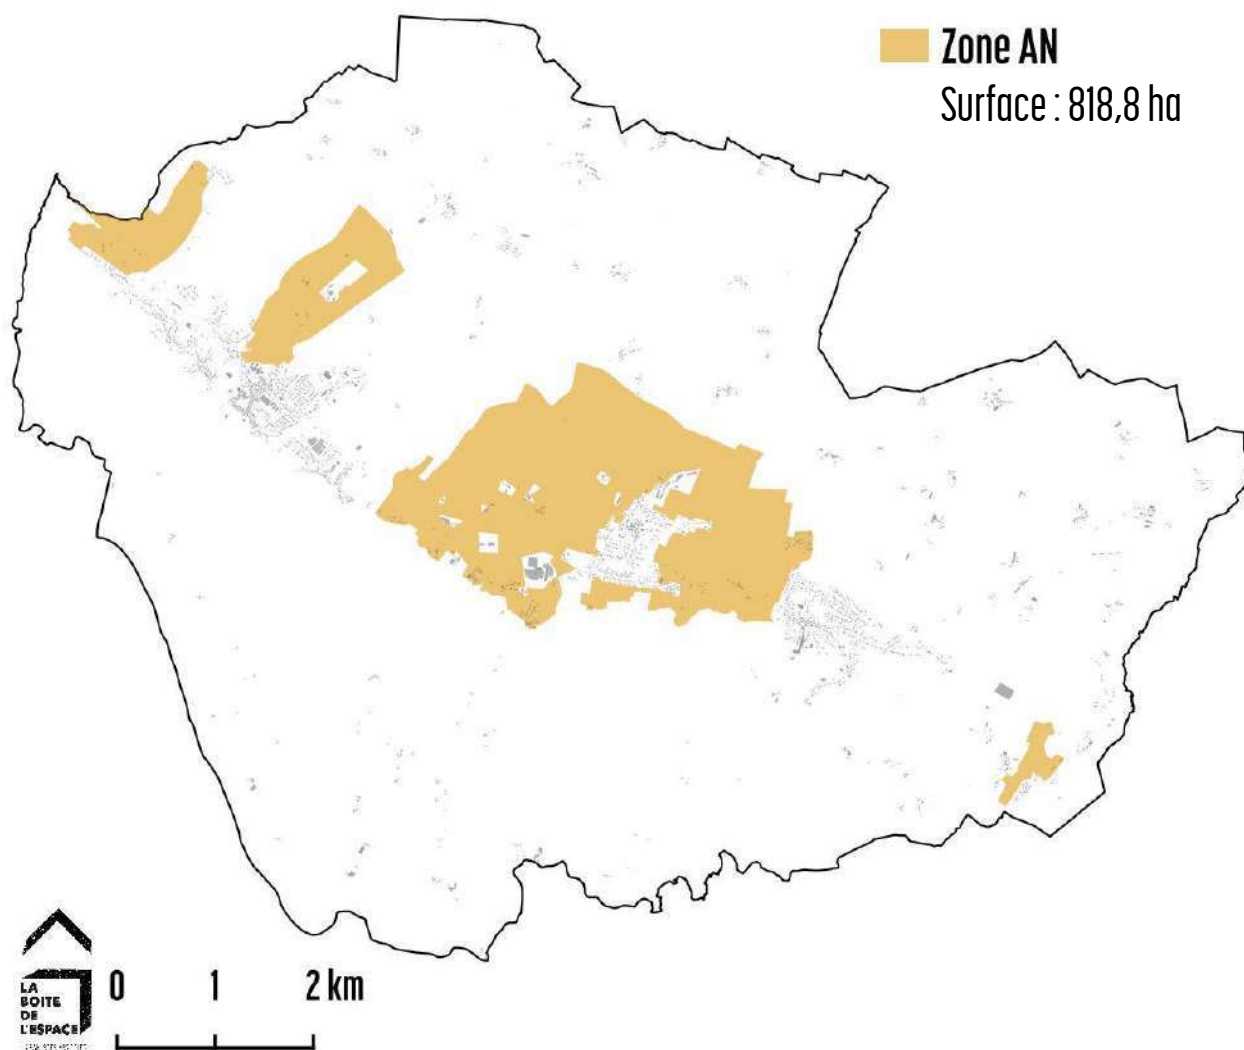 Zone AN
Surface : 818,8 ha
LA
BOITE
DE
L'ESPACE
0 1 2 km